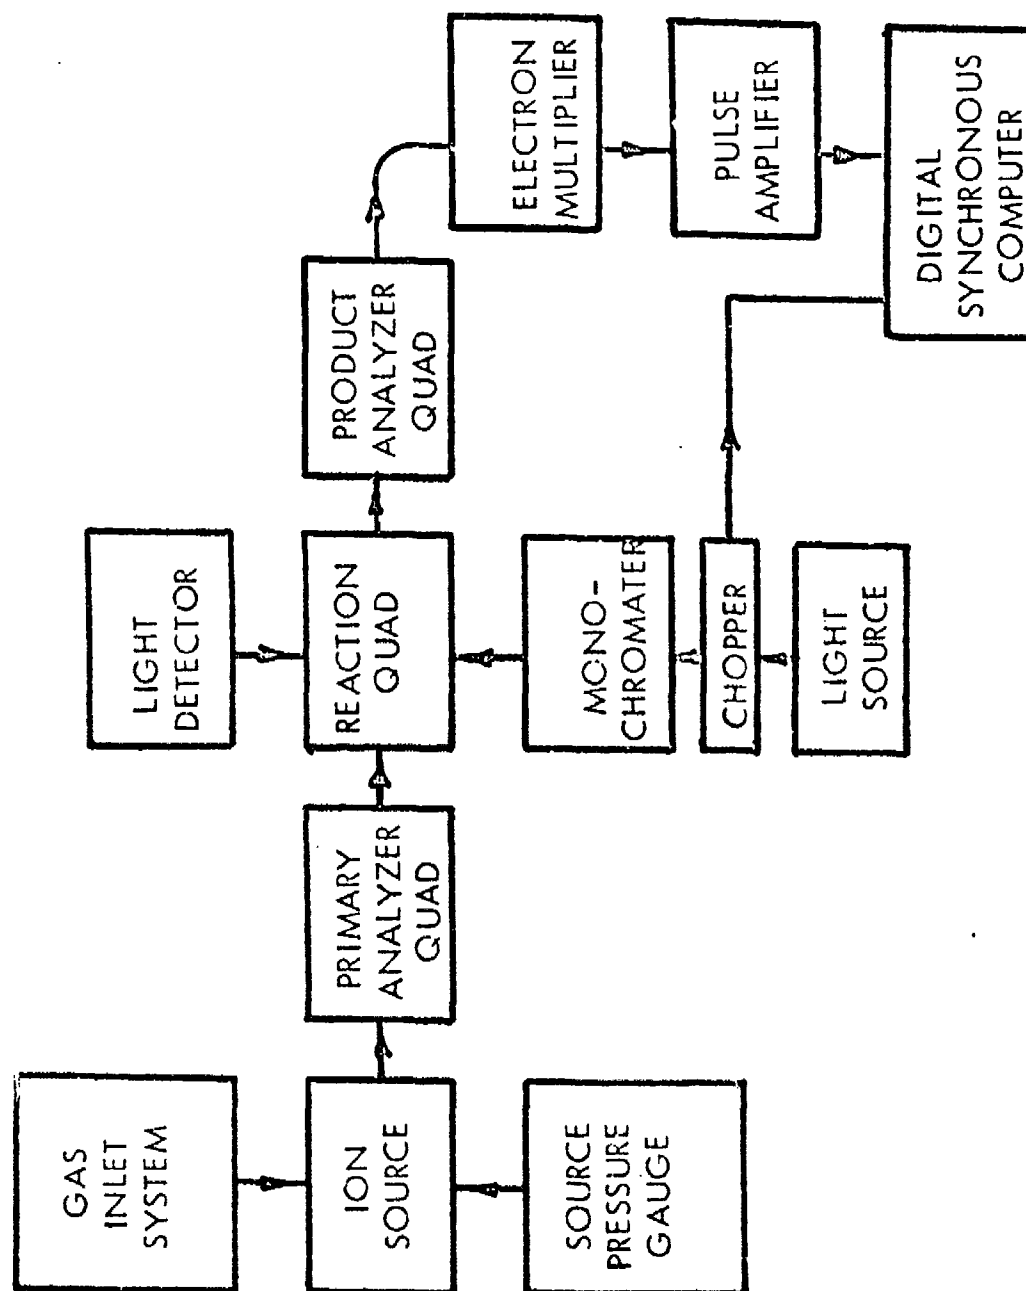 GAS
INLET
SYSTEM
ION
SOURCE
SOURCE
PRESSURE
GAUGE
PRIMARY
ANALYZER
QUAD
LIGHT
DETECTOR
REACTION
QUAD
MONO-
CHROMATER
CHOPPER
LIGHT
SOURCE
PRODUCT
ANALYZER
QUAD
ELECTRON
MULTIPLIER
PULSE
AMPLIFIER
DIGITAL
SYNCHRONOUS
COMPUTER